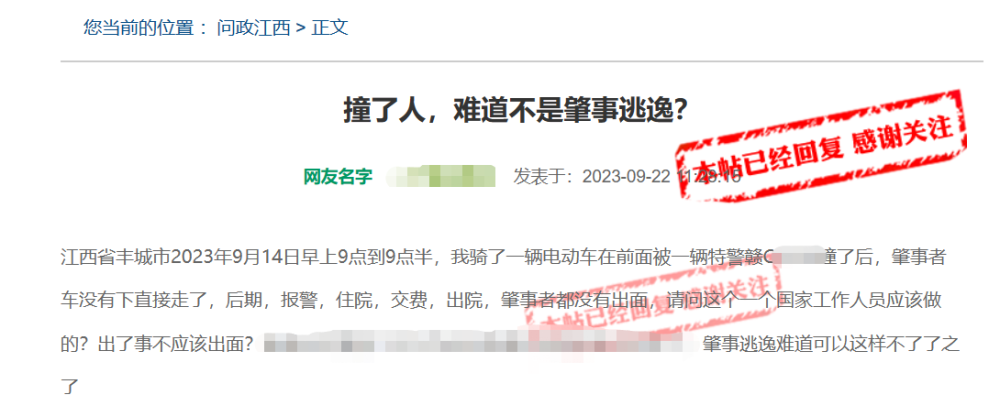 您当前的位置：问政江西 > 正文
撞了人，难道不是肇事逃逸？
本帖已经回复 感谢关注
网友名字 发表于：2023-09-22
江西省丰城市2023年9月14日早上9点到9点半，我骑了一辆电动车在前面被一辆特警赣 撞了后，肇事者
车没有下直接走了，后期，报警，住院，交费，出院，肇事者都没有出面，请问这个一个国家工作人员应该做
本帖已经回复 感谢关注
的？出了事不应该出面？ 肇事逃逸难道可以这样不了了之
了